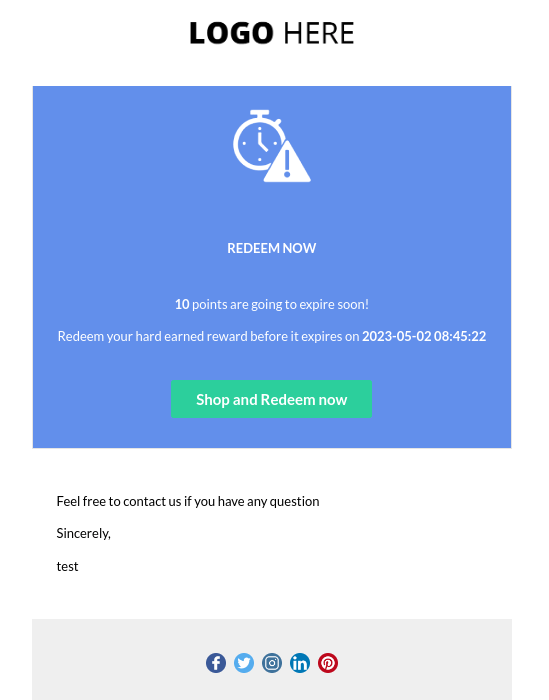 LOGO HERE
REDEEM NOW
10 points are going to expire soon!
Redeem your hard earned reward before it expires on 2023-05-02 08:45:22
Shop and Redeem now
Feel free to contact us if you have any question
Sincerely,
test